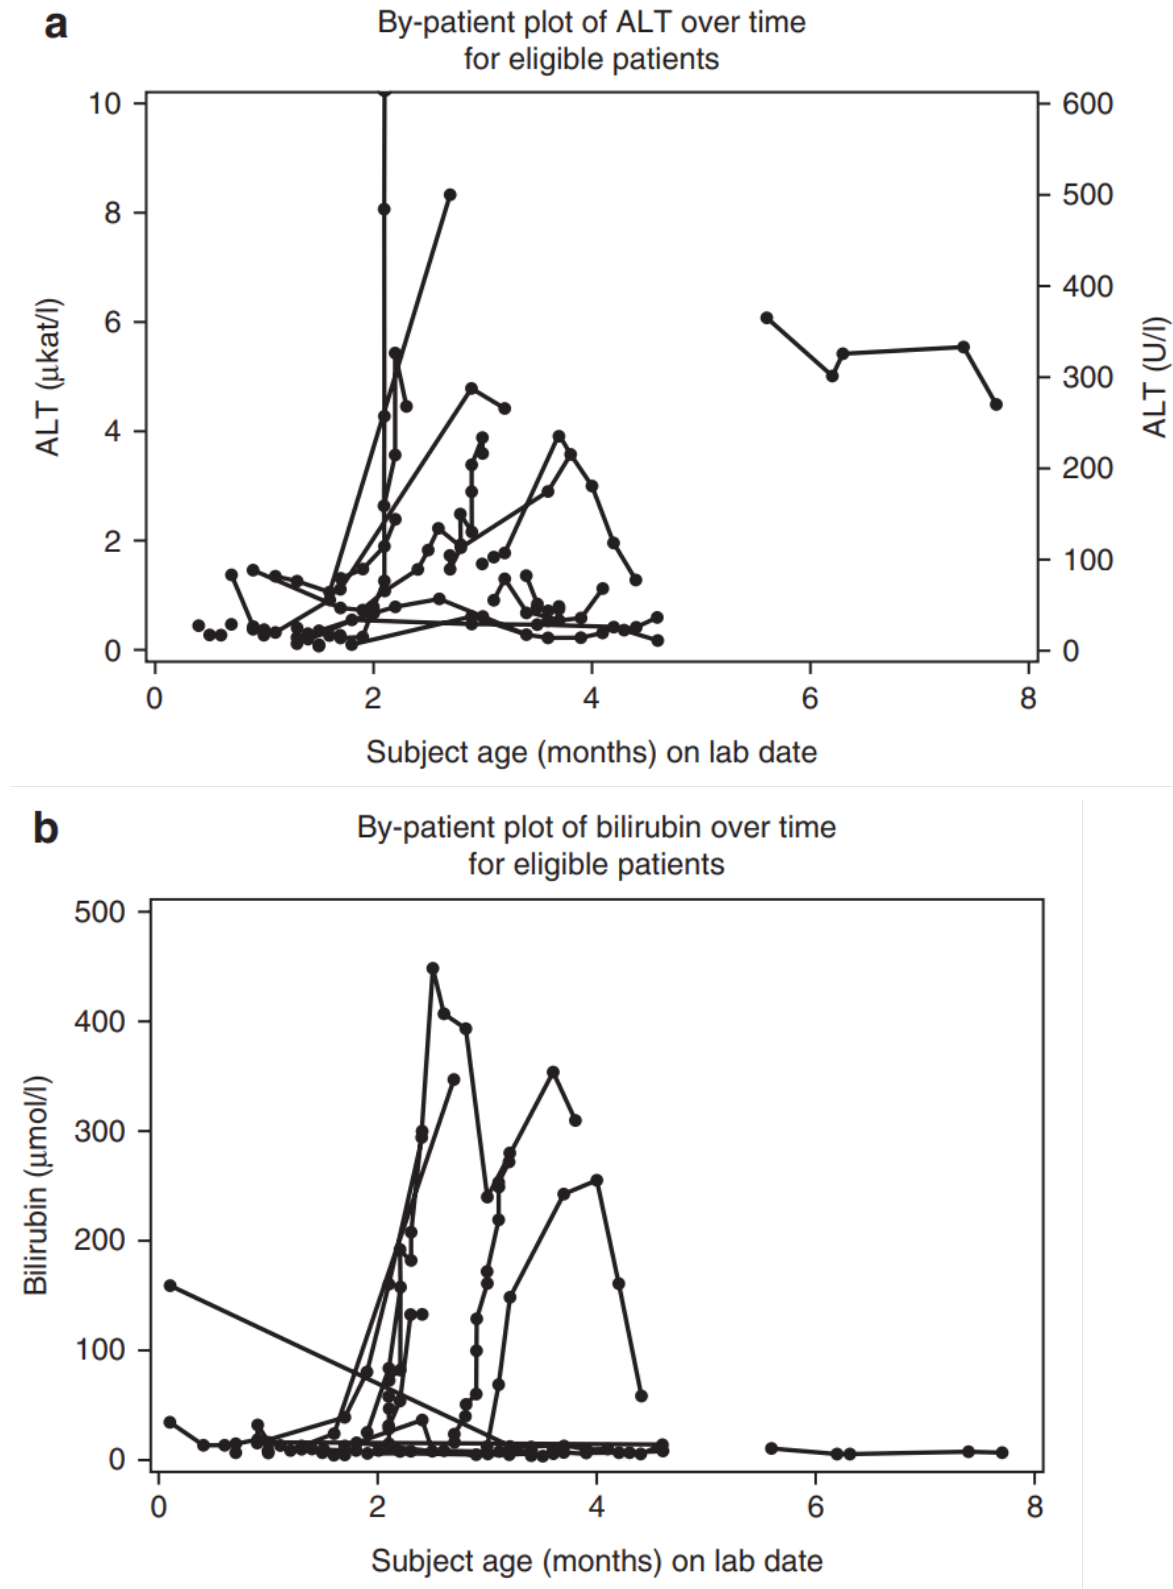 a
By-patient plot of ALT over time
for eligible patients
10
8
6
4
2
0
600
500
400
300
200
100
0
ALT (μkat/l)
ALT (U/l)
0 2 4 6 8
Subject age (months) on lab date
b
By-patient plot of bilirubin over time
for eligible patients
500
400
300
200
100
0
Bilirubin (μmol/l)
0 2 4 6 8
Subject age (months) on lab date